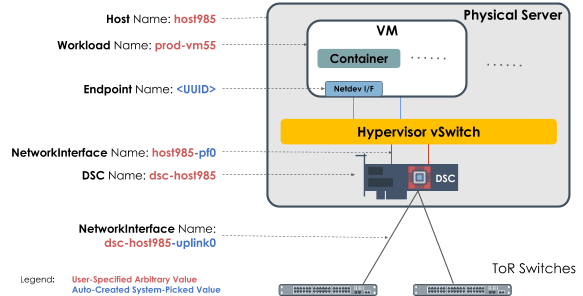 Host Name: host985
Physical Server
Workload Name: prod-vm55
VM
Container
Endpoint Name: <UUID>
Netdev I/F
Hypervisor vSwitch
NetworkInterface Name: host985-pf0
DSC Name: dsc-host985
DSC
NetworkInterface Name:
dsc-host985-uplink0
ToR Switches
Legend: User-Specified Arbitrary Value
Auto-Created System-Picked Value